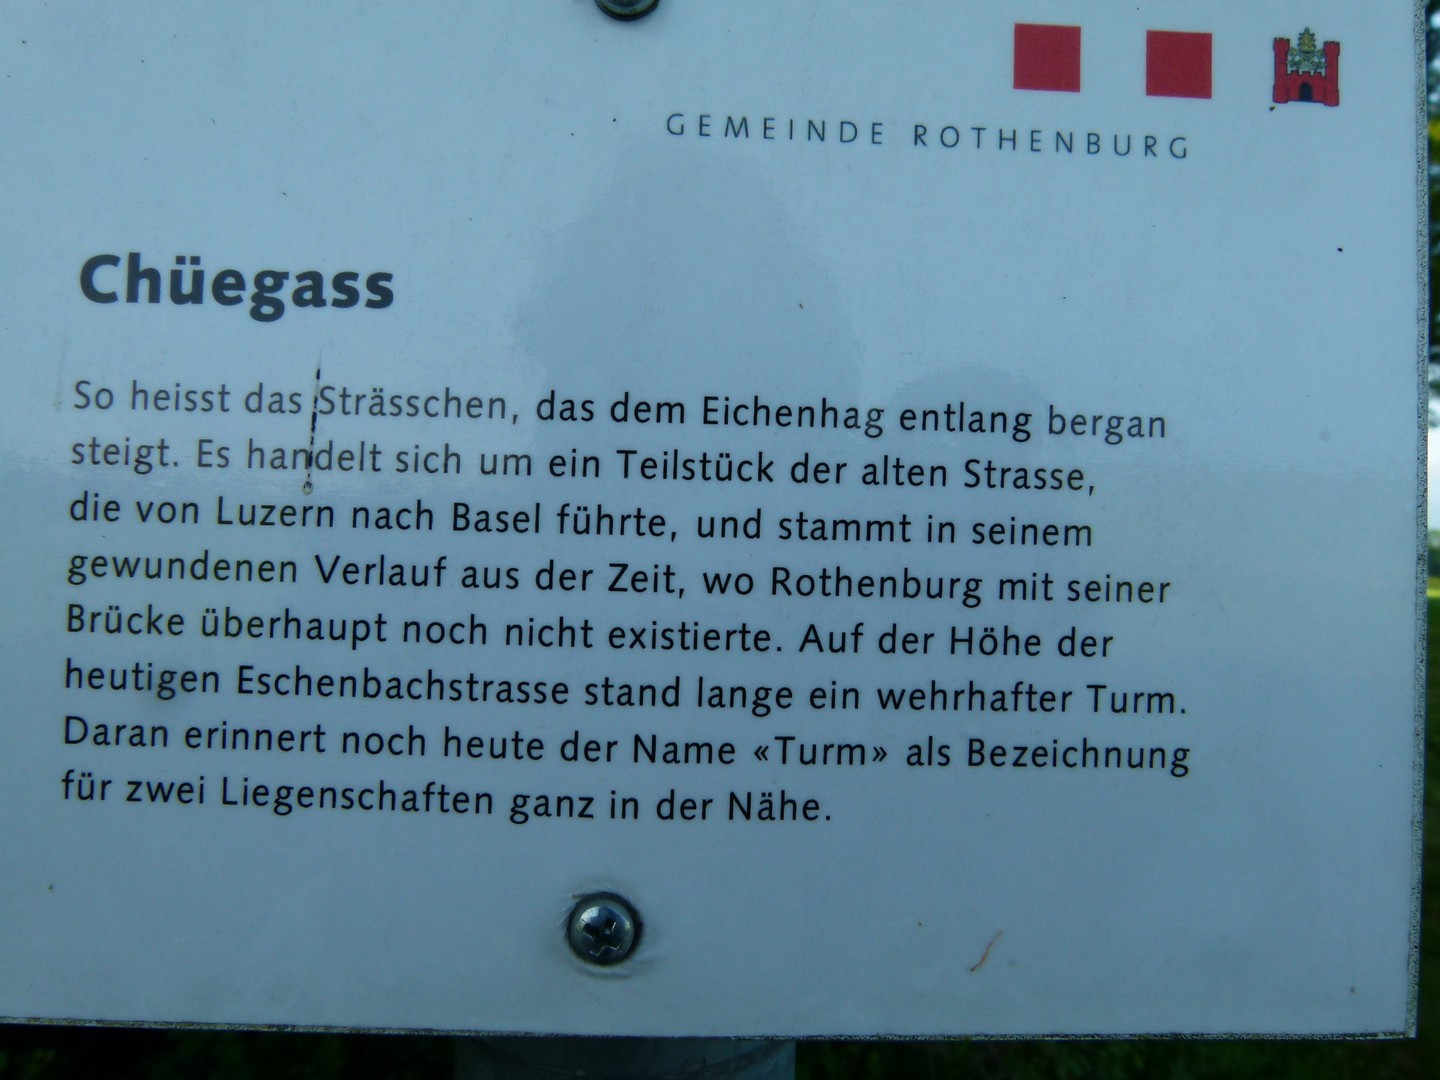 GEMEINDE ROTHENBURG
Chüegass
So heisst das Strässchen, das dem Eichenhag entlang bergan
steigt. Es handelt sich um ein Teilstück der alten Strasse,
die von Luzern nach Basel führte, und stammt in seinem
gewundenen Verlauf aus der Zeit, wo Rothenburg mit seiner
Brücke überhaupt noch nicht existierte. Auf der Höhe der
heutigen Eschenbachstrasse stand lange ein wehrhafter Turm.
Daran erinnert noch heute der Name «Turm» als Bezeichnung
für zwei Liegenschaften ganz in der Nähe.